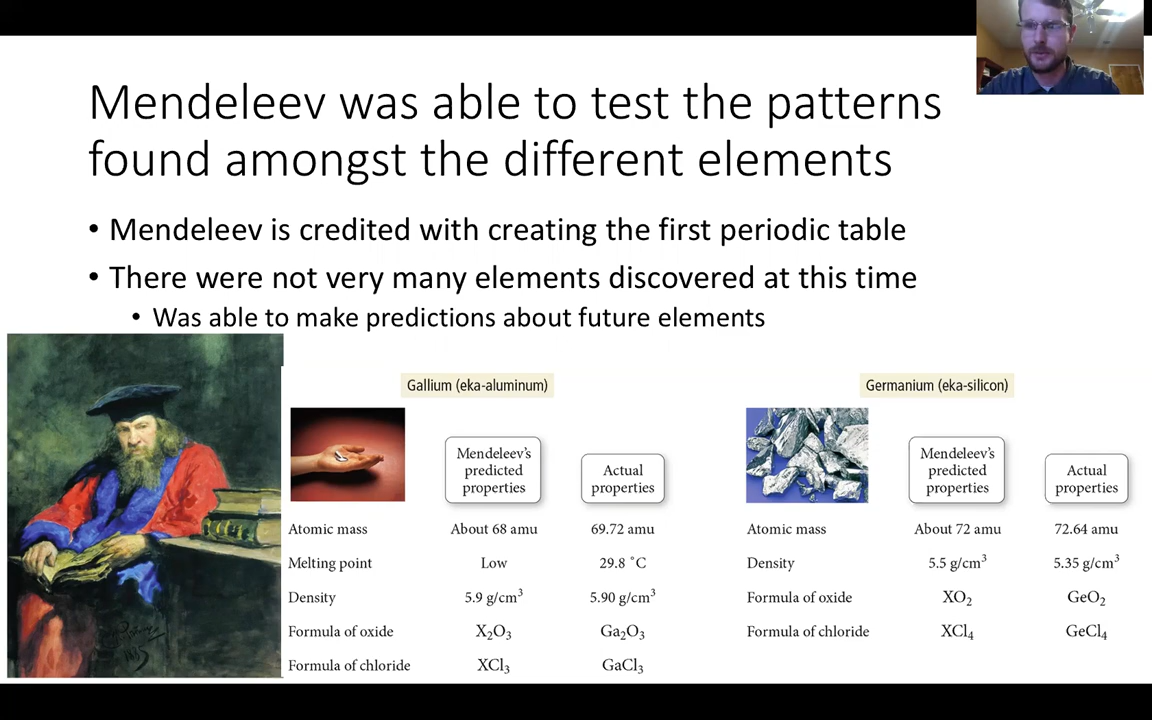 Mendeleev was able to test the patterns
found amongst the different elements
• Mendeleev is credited with creating the first periodic table
• There were not very many elements discovered at this time
• Was able to make predictions about future elements
Gallium (eka-aluminum)
Mendeleev’s
predicted
properties
Actual
properties
Atomic mass About 68 amu 69.72 amu
Melting point Low 29.8 °C
Density 5.9 g/cm³ 5.90 g/cm³
Formula of oxide X₂O₃ Ga₂O₃
Formula of chloride XCl₃ GaCl₃
Germanium (eka-silicon)
Mendeleev’s
predicted
properties
Actual
properties
Atomic mass About 72 amu 72.64 amu
Density 5.5 g/cm³ 5.35 g/cm³
Formula of oxide XO₂ GeO₂
Formula of chloride XCl₄ GeCl₄